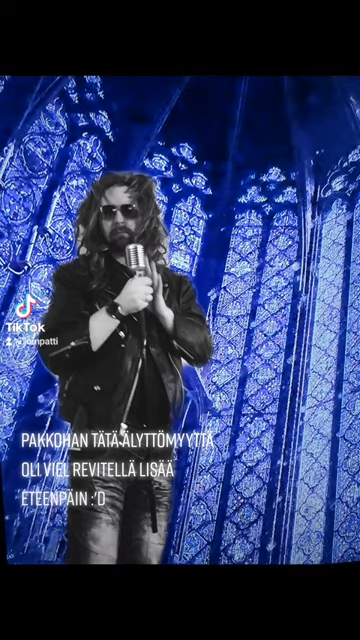 TikTok
PAKKOHAN TÄTÄ ÄLYTTÖMYYTTÄ
OLI VIEL REVITELLÄ LISÄÄ
ETEENPÄIN :'D